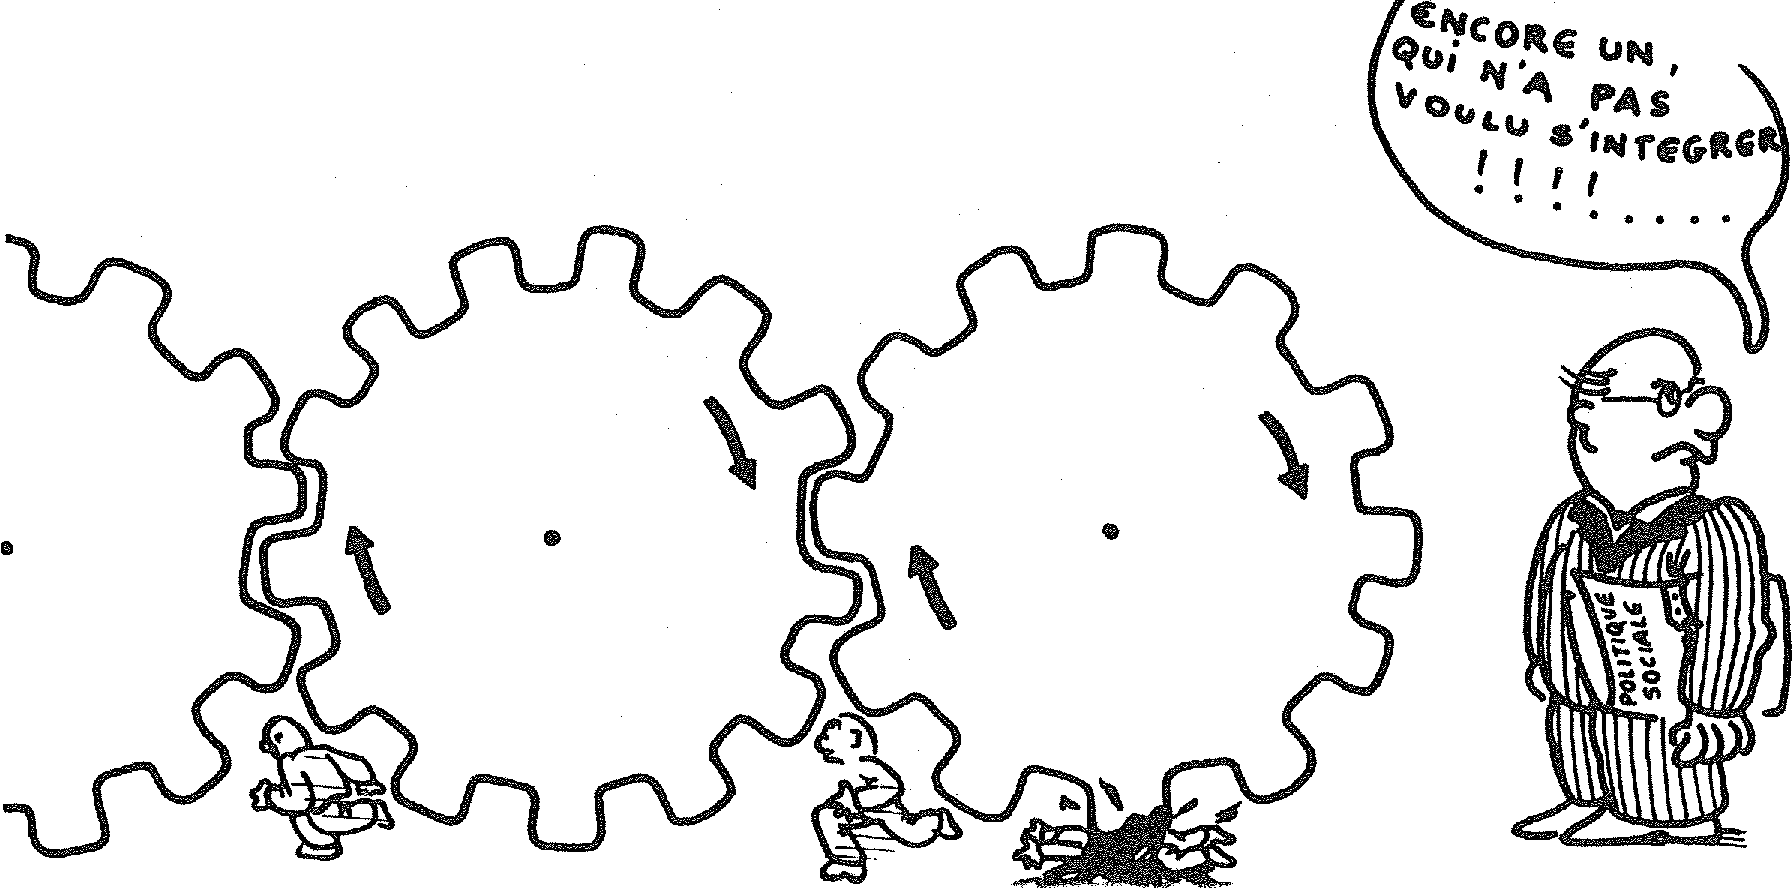 ENCORE UN,
QUI N'A PAS
VOULU S'INTEGRER
!!!!....
POLITIQUE
SOCIALE